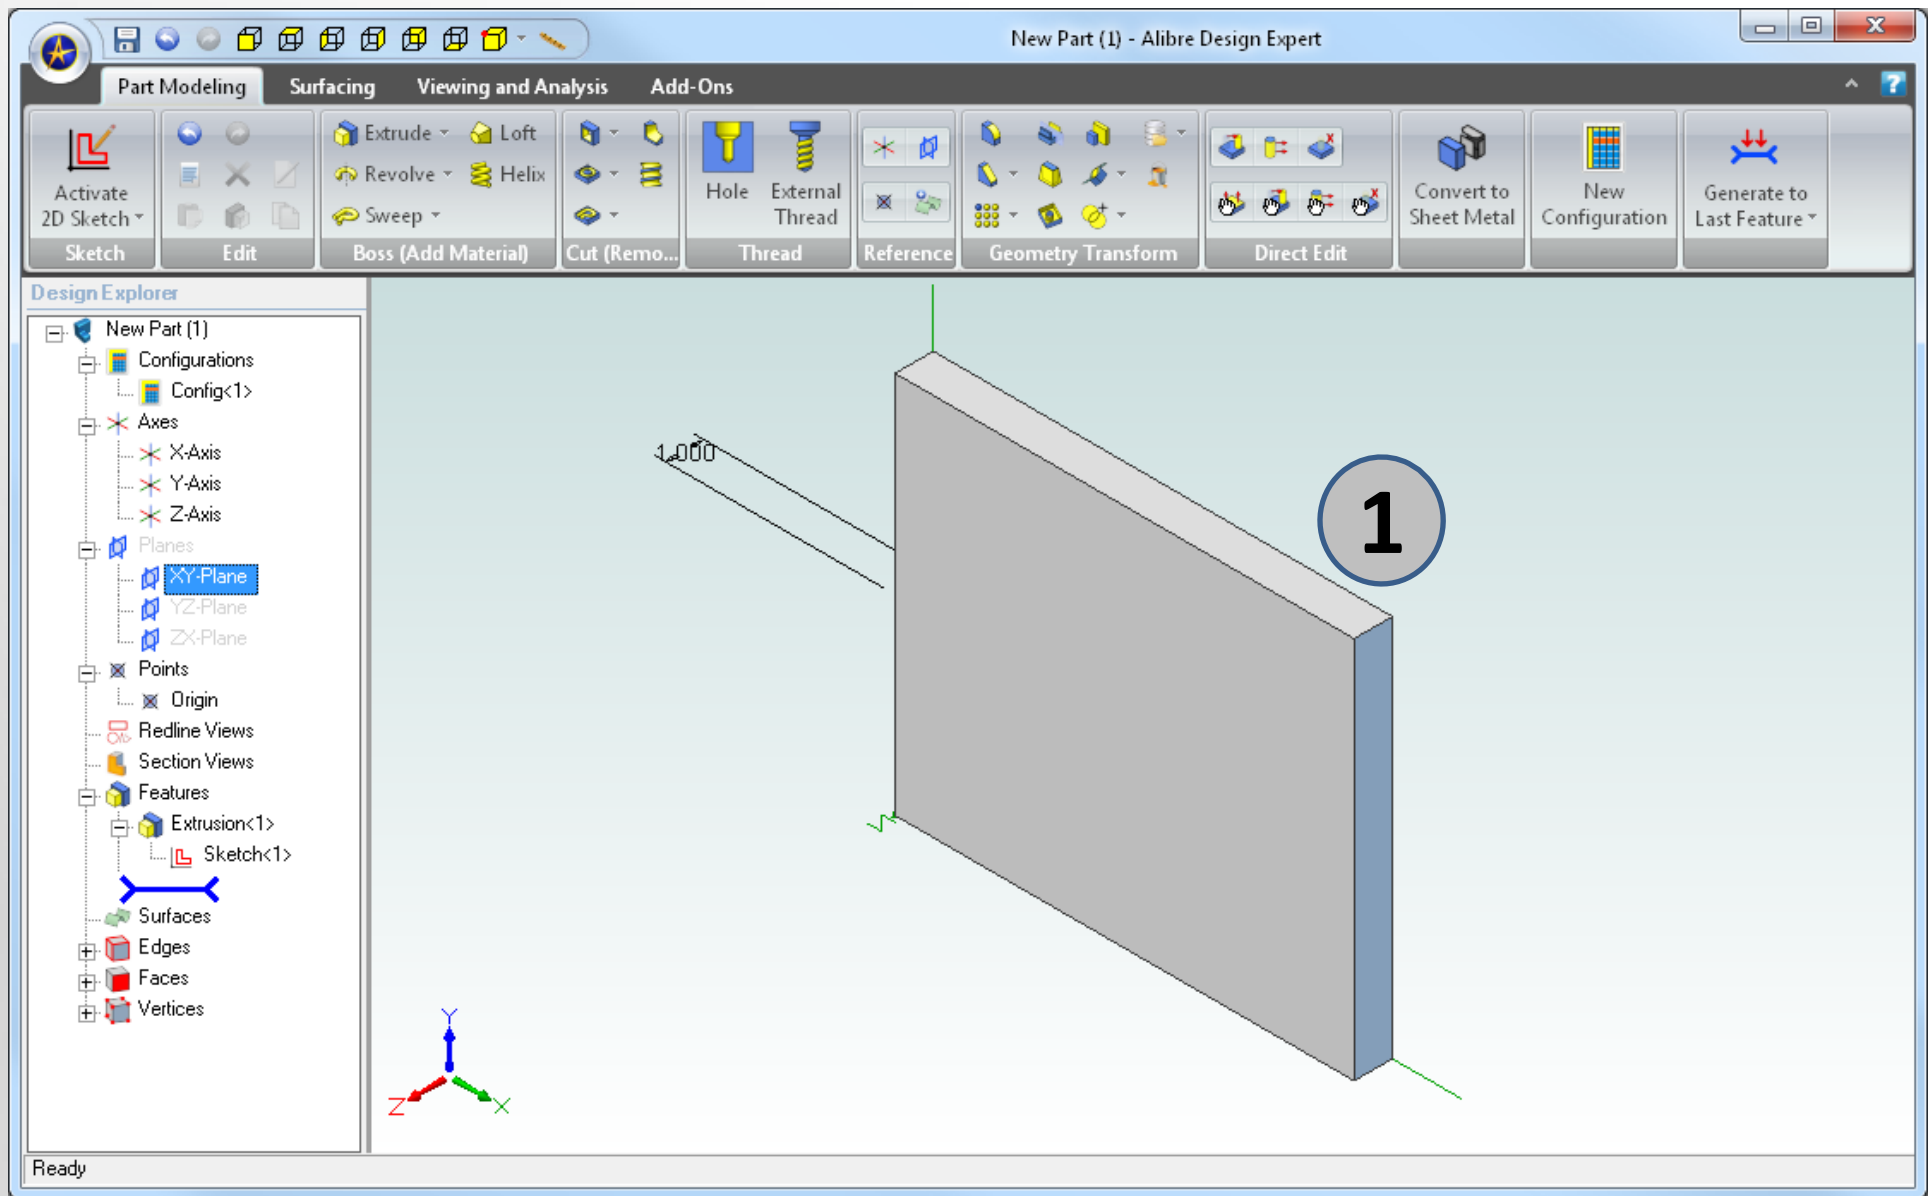 New Part (1) - Alibre Design Expert
Part Modeling Surfacing Viewing and Analysis Add-Ons
Activate
2D Sketch
Sketch
Edit
Extrude Loft
Revolve Helix
Sweep
Boss (Add Material)
Cut (Remo...
Hole External
Thread
Thread
Reference
Geometry Transform
Direct Edit
Convert to
Sheet Metal
New
Configuration
Generate to
Last Feature
Design Explorer
New Part (1)
Configurations
Config<1>
Axes
X-Axis
Y-Axis
Z-Axis
Planes
XY-Plane
YZ-Plane
ZX-Plane
Points
Origin
Redline Views
Section Views
Features
Extrusion<1>
Sketch<1>
Surfaces
Edges
Faces
Vertices
1.000
1
Y
Z
X
Ready